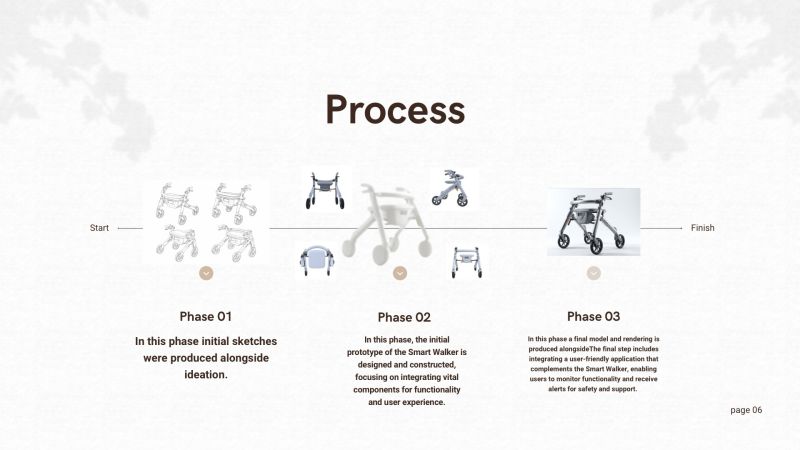 Process
Start
Finish
Phase 01
In this phase initial sketches
were produced alongside
ideation.
Phase 02
In this phase, the initial
prototype of the Smart Walker is
designed and constructed,
focusing on integrating vital
components for functionality
and user experience.
Phase 03
In this phase a final model and rendering is
produced alongsideThe final step includes
integrating a user-friendly application that
complements the Smart Walker, enabling
users to monitor functionality and receive
alerts for safety and support.
page 06